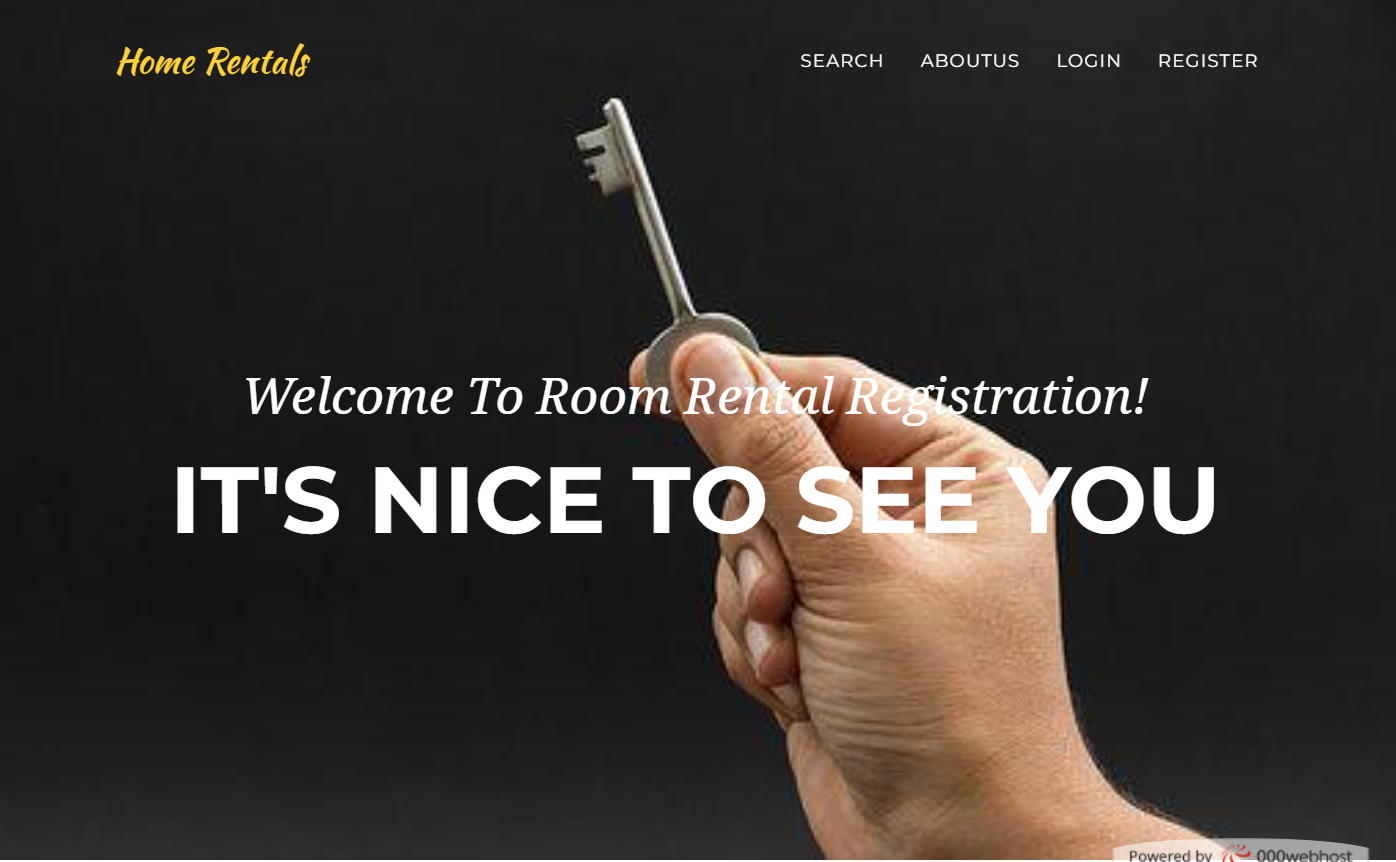 Home Rentals
SEARCH ABOUTUS LOGIN REGISTER
Welcome To Room Rental Registration!
IT'S NICE TO SEE YOU
Powered by 000webhost